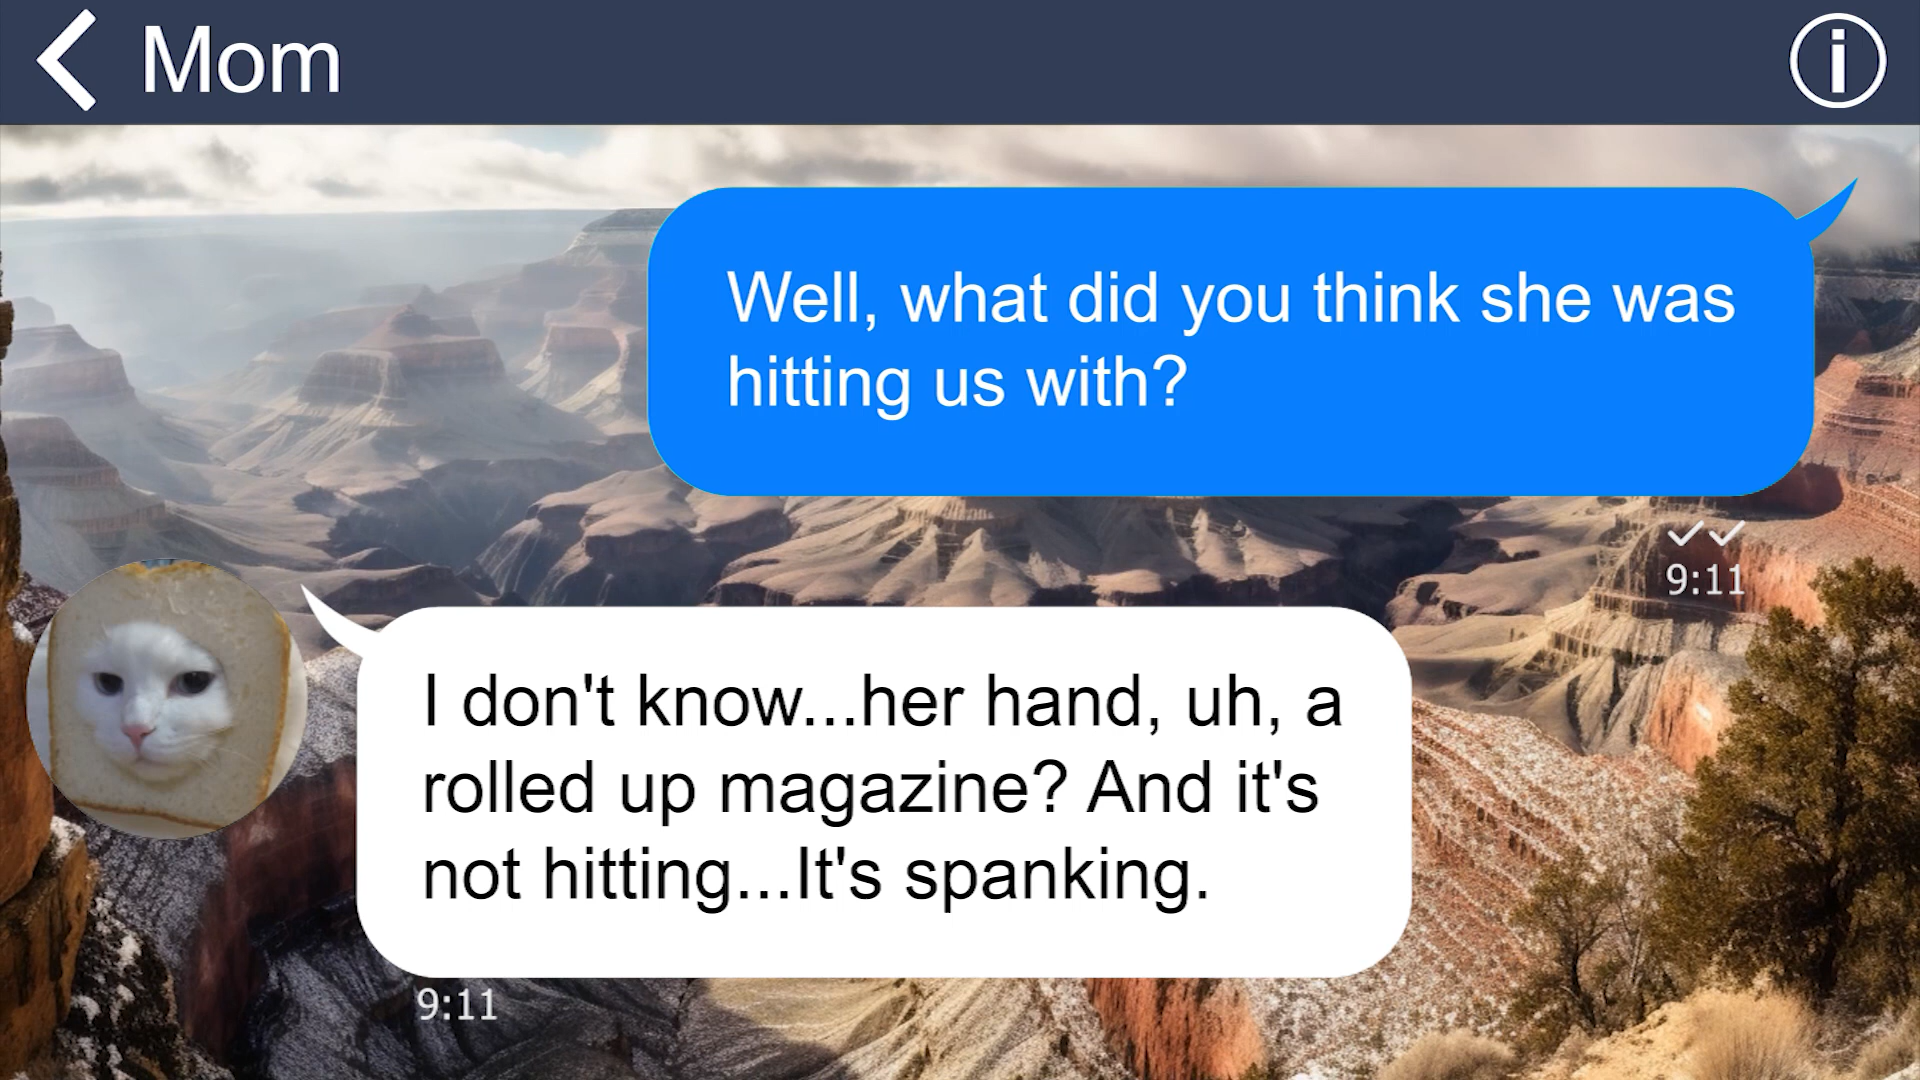 Mom
Well, what did you think she was
hitting us with?
9:11
I don't know...her hand, uh, a
rolled up magazine? And it's
not hitting...It's spanking.
9:11